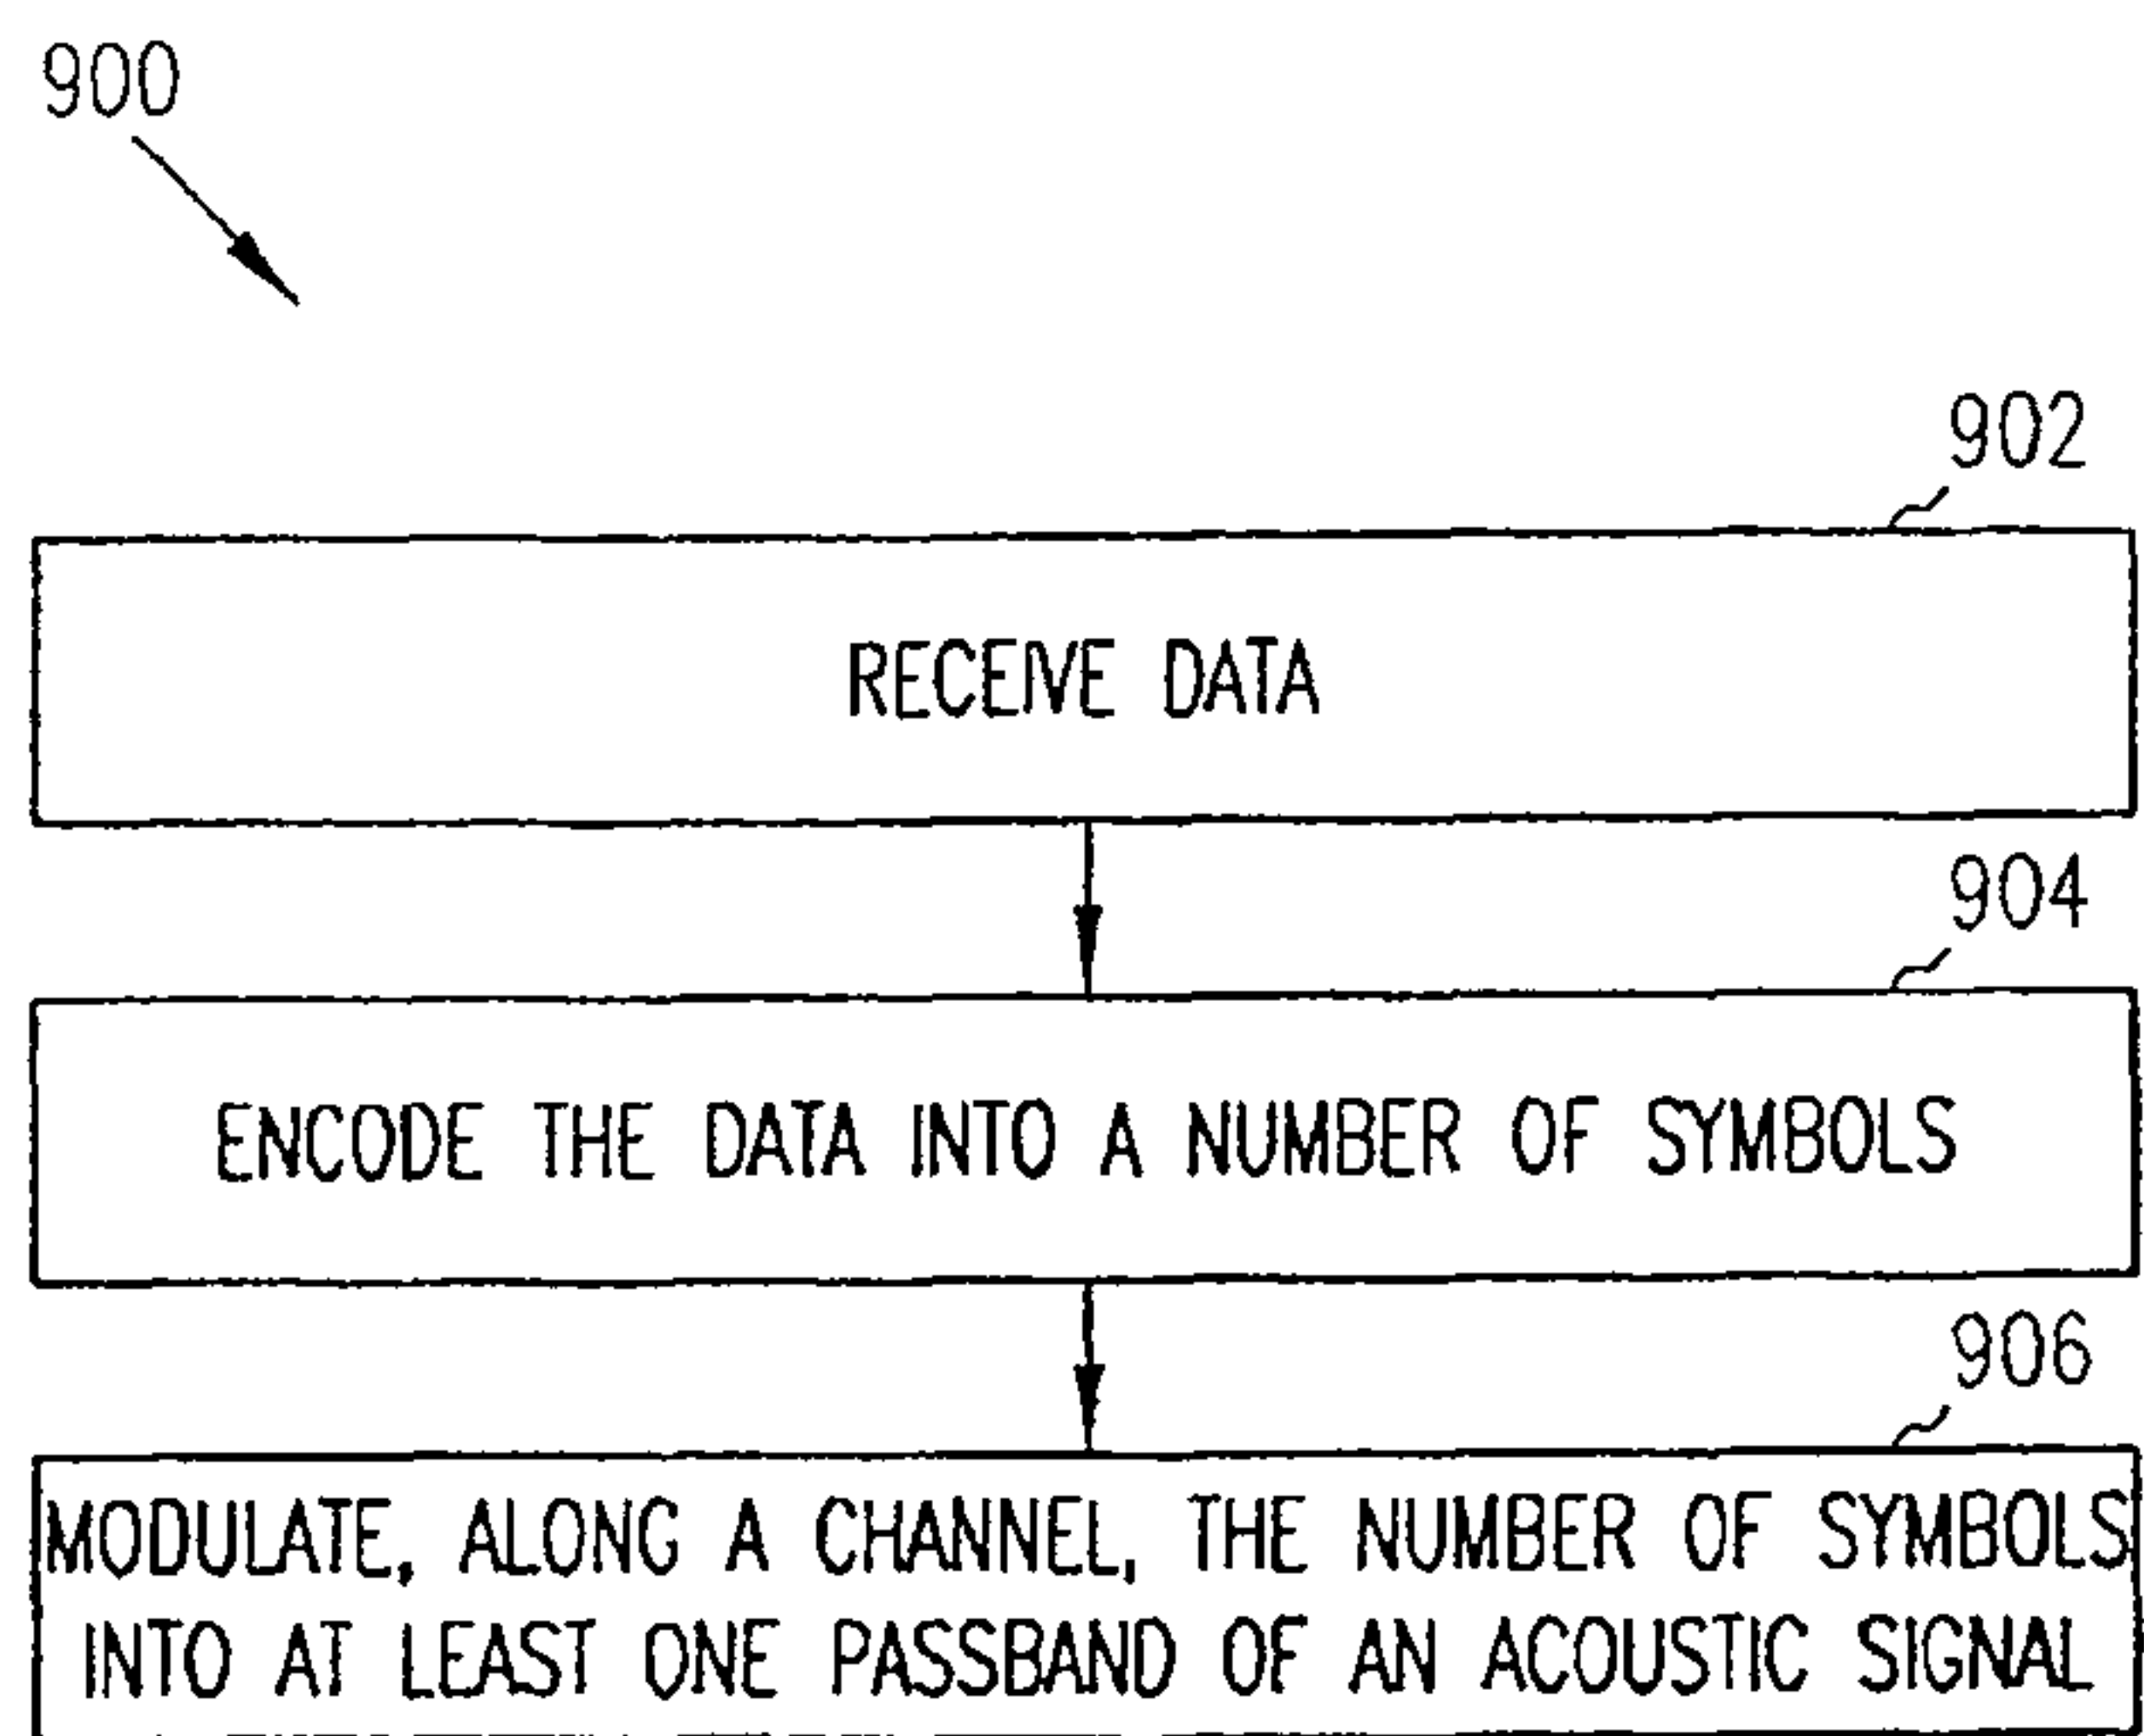 900
902
RECEIVE DATA
904
ENCODE THE DATA INTO A NUMBER OF SYMBOLS
906
MODULATE, ALONG A CHANNEL, THE NUMBER OF SYMBOLS
INTO AT LEAST ONE PASSBAND OF AN ACOUSTIC SIGNAL